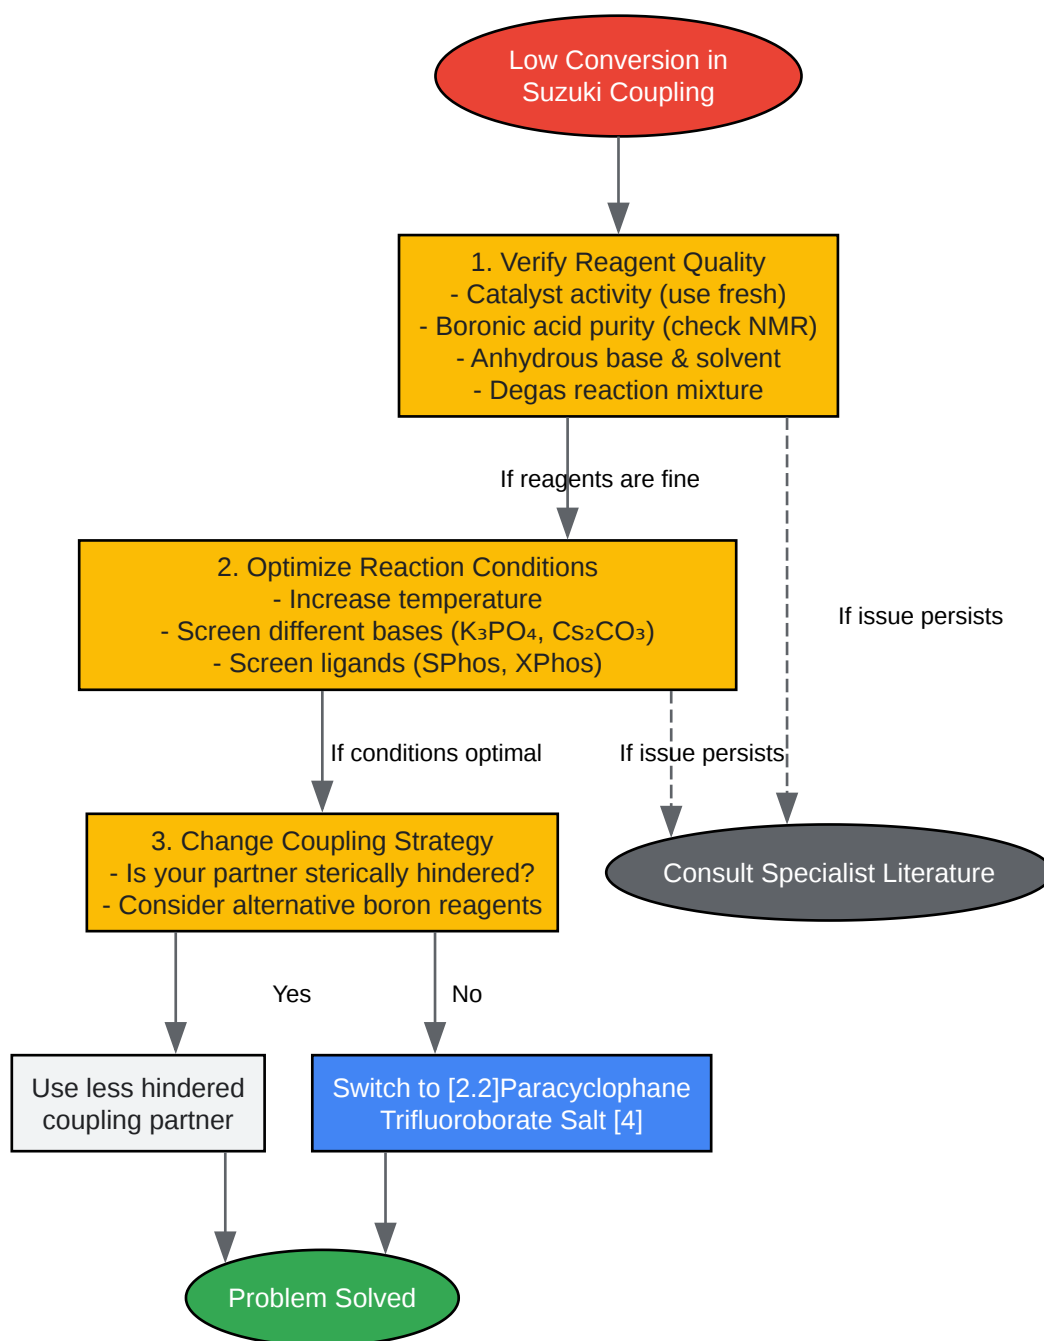 Low Conversion in
Suzuki Coupling
1. Verify Reagent Quality
- Catalyst activity (use fresh)
- Boronic acid purity (check NMR)
- Anhydrous base & solvent
- Degas reaction mixture
If reagents are fine
2. Optimize Reaction Conditions
- Increase temperature
- Screen different bases (K₃PO₄, Cs₂CO₃)
- Screen ligands (SPhos, XPhos)
If issue persists
If conditions optimal
If issue persists
3. Change Coupling Strategy
- Is your partner sterically hindered?
- Consider alternative boron reagents
Consult Specialist Literature
Yes
No
Use less hindered
coupling partner
Switch to [2.2]Paracyclophane
Trifluoroborate Salt [4]
Problem Solved